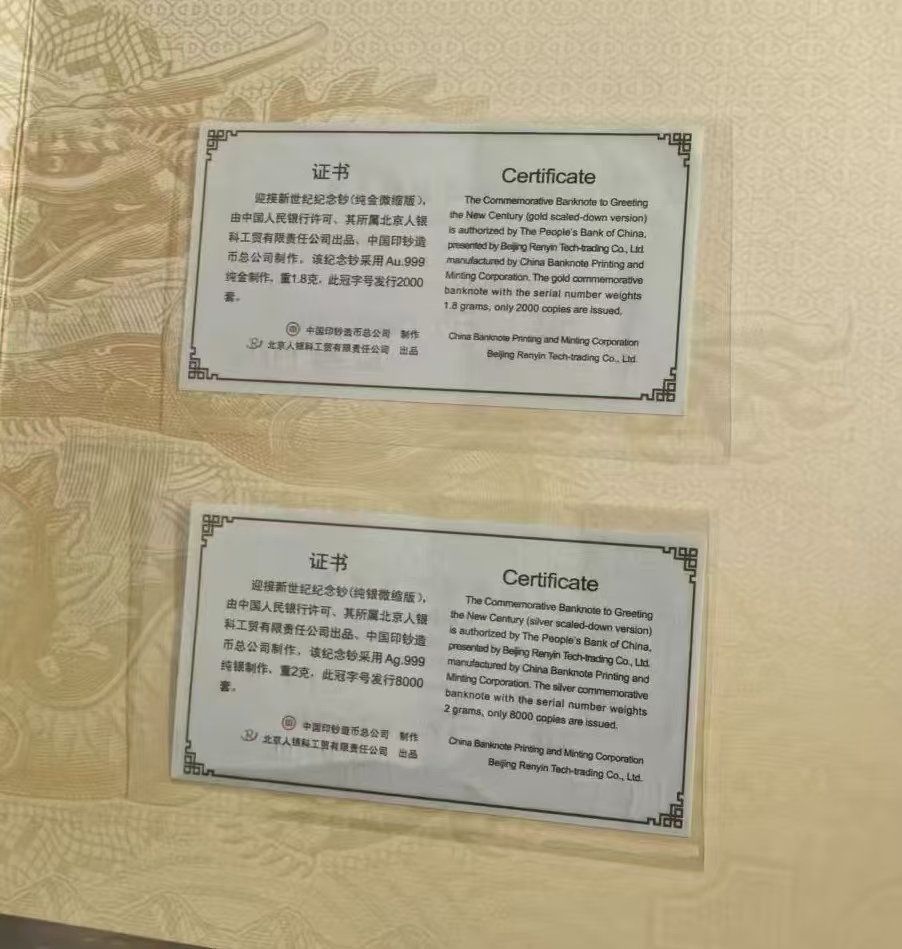 证书
迎接新世纪纪念钞(纯金微缩版),
由中国人民银行许可、其所属北京人银
科工贸有限责任公司出品、中国印钞造
币总公司制作。该纪念钞采用Au.999
纯金制作，重1.8克，此冠字号发行2000
套。
中国印钞造币总公司 制作
北京人银科工贸有限责任公司 出品
Certificate
The Commemorative Banknote to Greeting
the New Century (gold scaled-down version)
is authorized by The People's Bank of China,
presented by Beijing Renyin Tech-trading Co., Ltd.
manufactured by China Banknote Printing and
Minting Corporation. The gold commemorative
banknote with the serial number weights
1.8 grams, only 2000 copies are issued.
China Banknote Printing and Minting Corporation
Beijing Renyin Tech-trading Co., Ltd.
证书
迎接新世纪纪念钞(纯银微缩版),
由中国人民银行许可、其所属北京人银
科工贸有限责任公司出品、中国印钞造
币总公司制作。该纪念钞采用Ag.999
纯银制作、重2克，此冠字号发行8000
套。
中国印钞造币总公司 制作
北京人银科工贸有限责任公司 出品
Certificate
The Commemorative Banknote to Greeting
the New Century (silver scaled-down version)
is authorized by The People's Bank of China,
presented by Beijing Renyin Tech-trading Co., Ltd.
manufactured by China Banknote Printing and
Minting Corporation. The silver commemorative
banknote with the serial number weights
2 grams, only 8000 copies are issued.
China Banknote Printing and Minting Corporation
Beijing Renyin Tech-trading Co., Ltd.